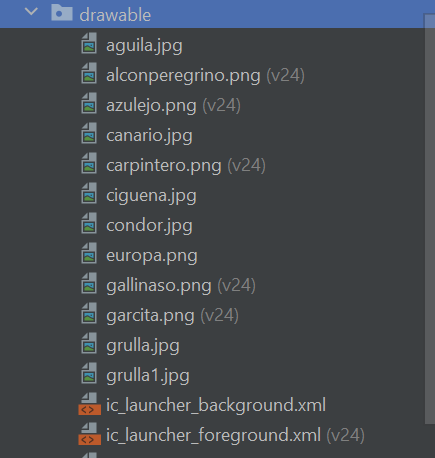 drawable
aguila.jpg
alconperegrino.png (v24)
azulejo.png (v24)
canario.jpg
carpintero.png (v24)
ciguena.jpg
condor.jpg
europa.png
gallinaso.png (v24)
garcita.png (v24)
grulla.jpg
grulla1.jpg
ic_launcher_background.xml
ic_launcher_foreground.xml (v24)